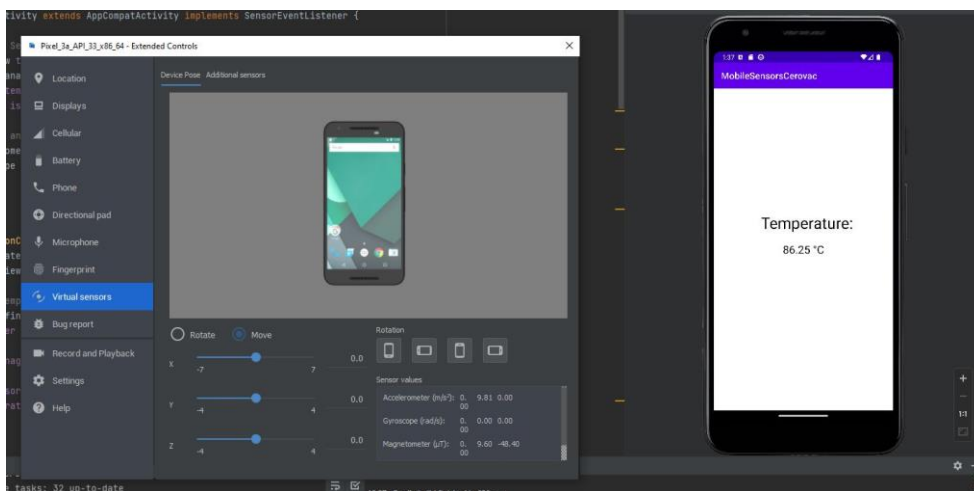 tivity extends AppCompatActivity implements SensorEventListener {
Pixel_3a_API_33_x86_64 - Extended Controls
Location
Displays
Cellular
Battery
Phone
Directional pad
Microphone
Fingerprint
Virtual sensors
Bug report
Record and Playback
Settings
Help
Device Pose Additional sensors
Rotate Move
X -7 7 0.0
Y -4 4 0.0
Z -4 4 0.0
Rotation
Sensor values
Accelerometer (m/s²): 0.00 9.81 0.00
Gyroscope (rad/s): 0.00 0.00 0.00
Magnetometer (μT): 0.00 9.60 -48.40
1:37
MobileSensorsCerovac
Temperature:
86.25 °C
1:1
tasks: 32 up-to-date